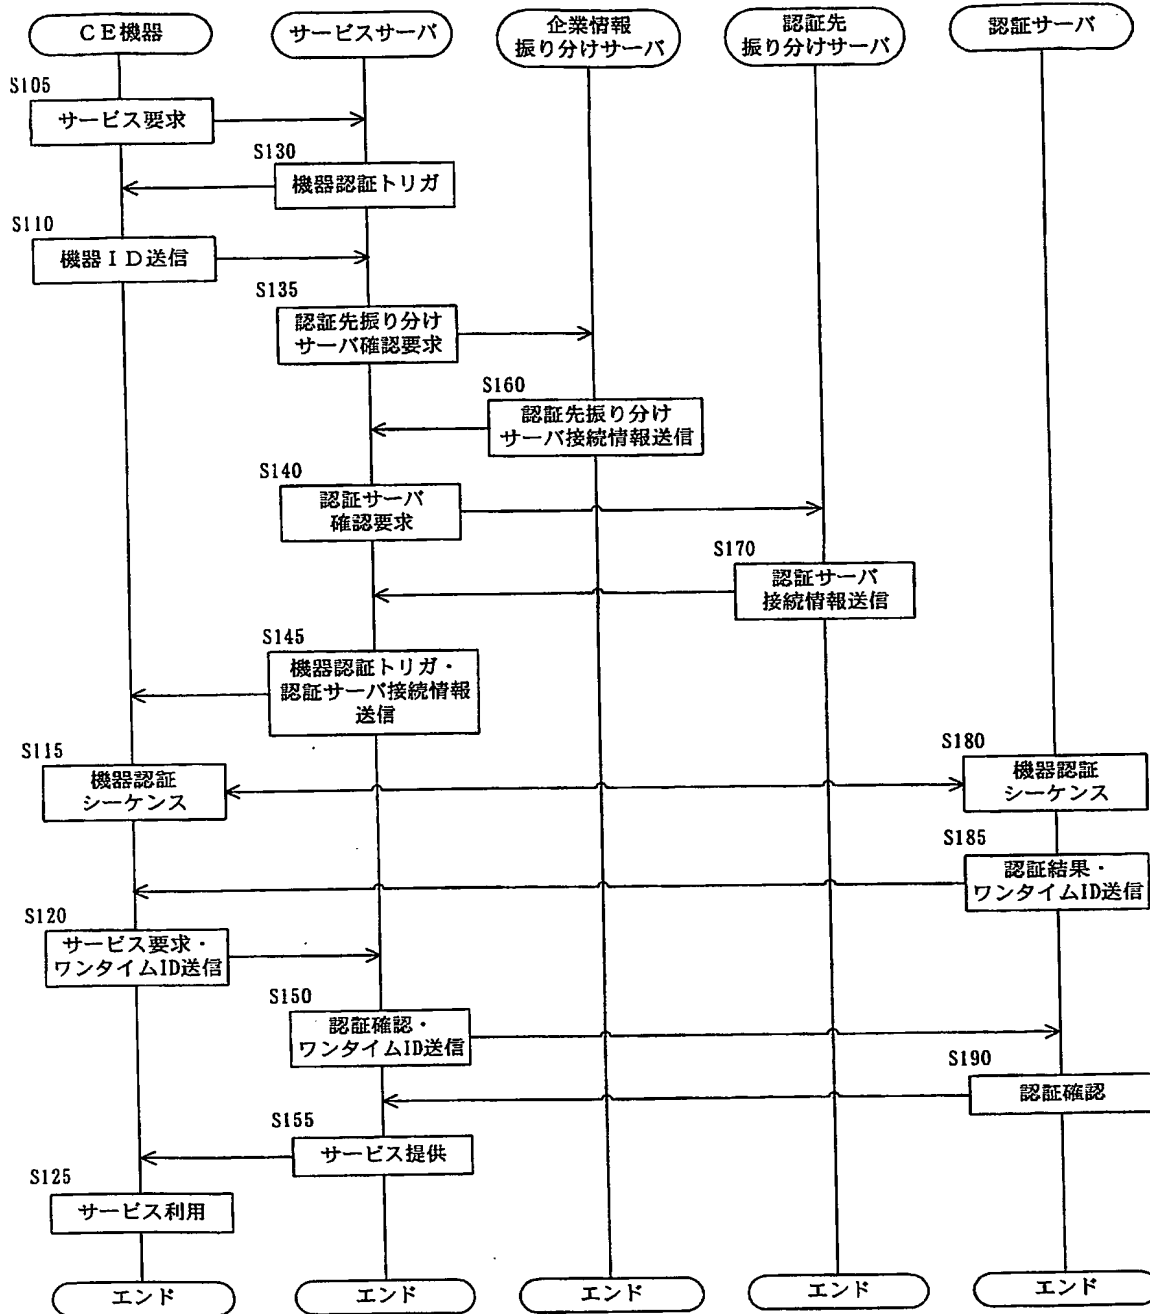 CE機器
サービスサーバ
企業情報
振り分けサーバ
認証先
振り分けサーバ
認証サーバ
S105
サービス要求
S130
機器認証トリガ
S110
機器ID送信
S135
認証先振り分け
サーバ確認要求
S160
認証先振り分け
サーバ接続情報送信
S140
認証サーバ
確認要求
S170
認証サーバ
接続情報送信
S145
機器認証トリガ・
認証サーバ接続情報
送信
S115
機器認証
シーケンス
S180
機器認証
シーケンス
S185
認証結果・
ワンタイムID送信
S120
サービス要求・
ワンタイムID送信
S150
認証確認・
ワンタイムID送信
S190
認証確認
S155
サービス提供
S125
サービス利用
エンド
エンド
エンド
エンド
エンド